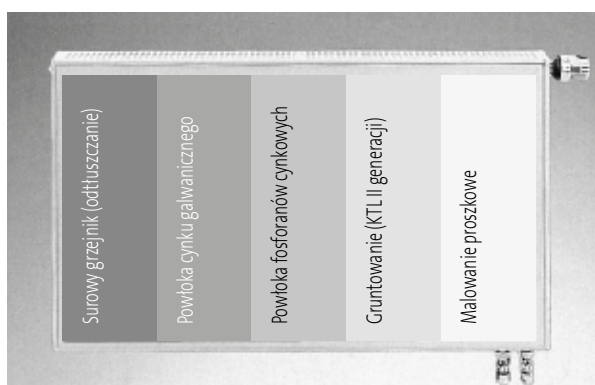 Surowy grzejnik (odtłuszczanie)
Powłoka cynku galwanicznego
Powłoka fosforanów cynkowych
Gruntowanie (KTL II generacji)
Malowanie proszkowe